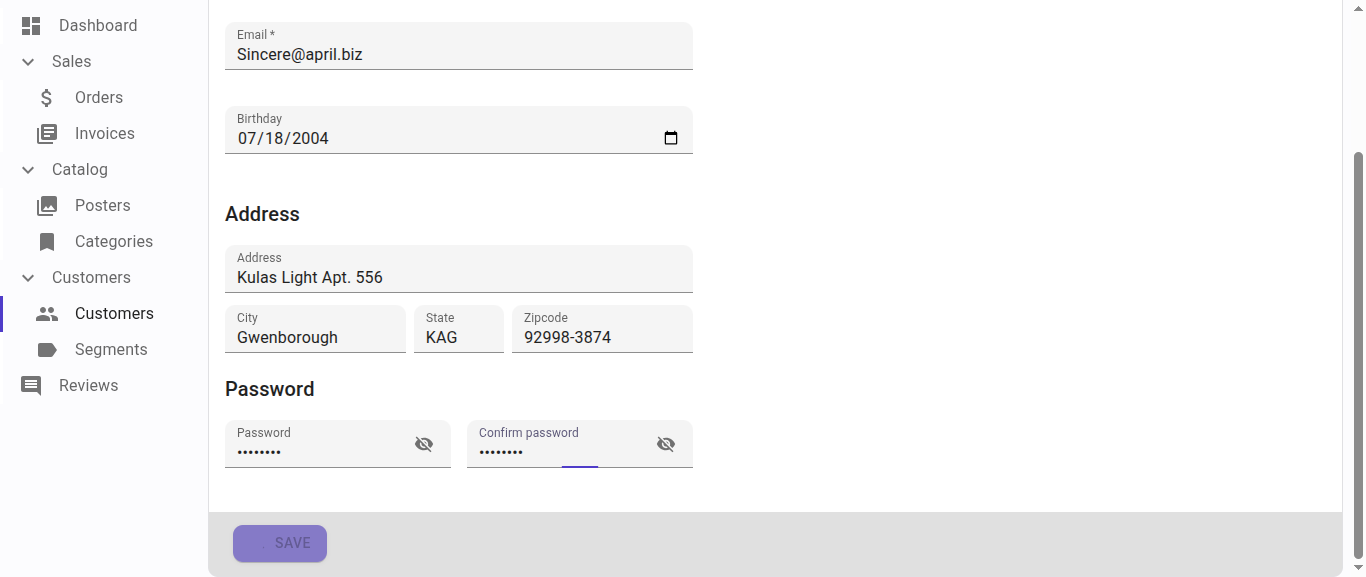 Dashboard
Sales
Orders
Invoices
Catalog
Posters
Categories
Customers
Customers
Segments
Reviews
Email *
Sincere@april.biz
Birthday
07/18/2004
Address
Address
Kulas Light Apt. 556
City
Gwenborough
State
KAG
Zipcode
92998-3874
Password
Password
••••••••
Confirm password
••••••••
SAVE